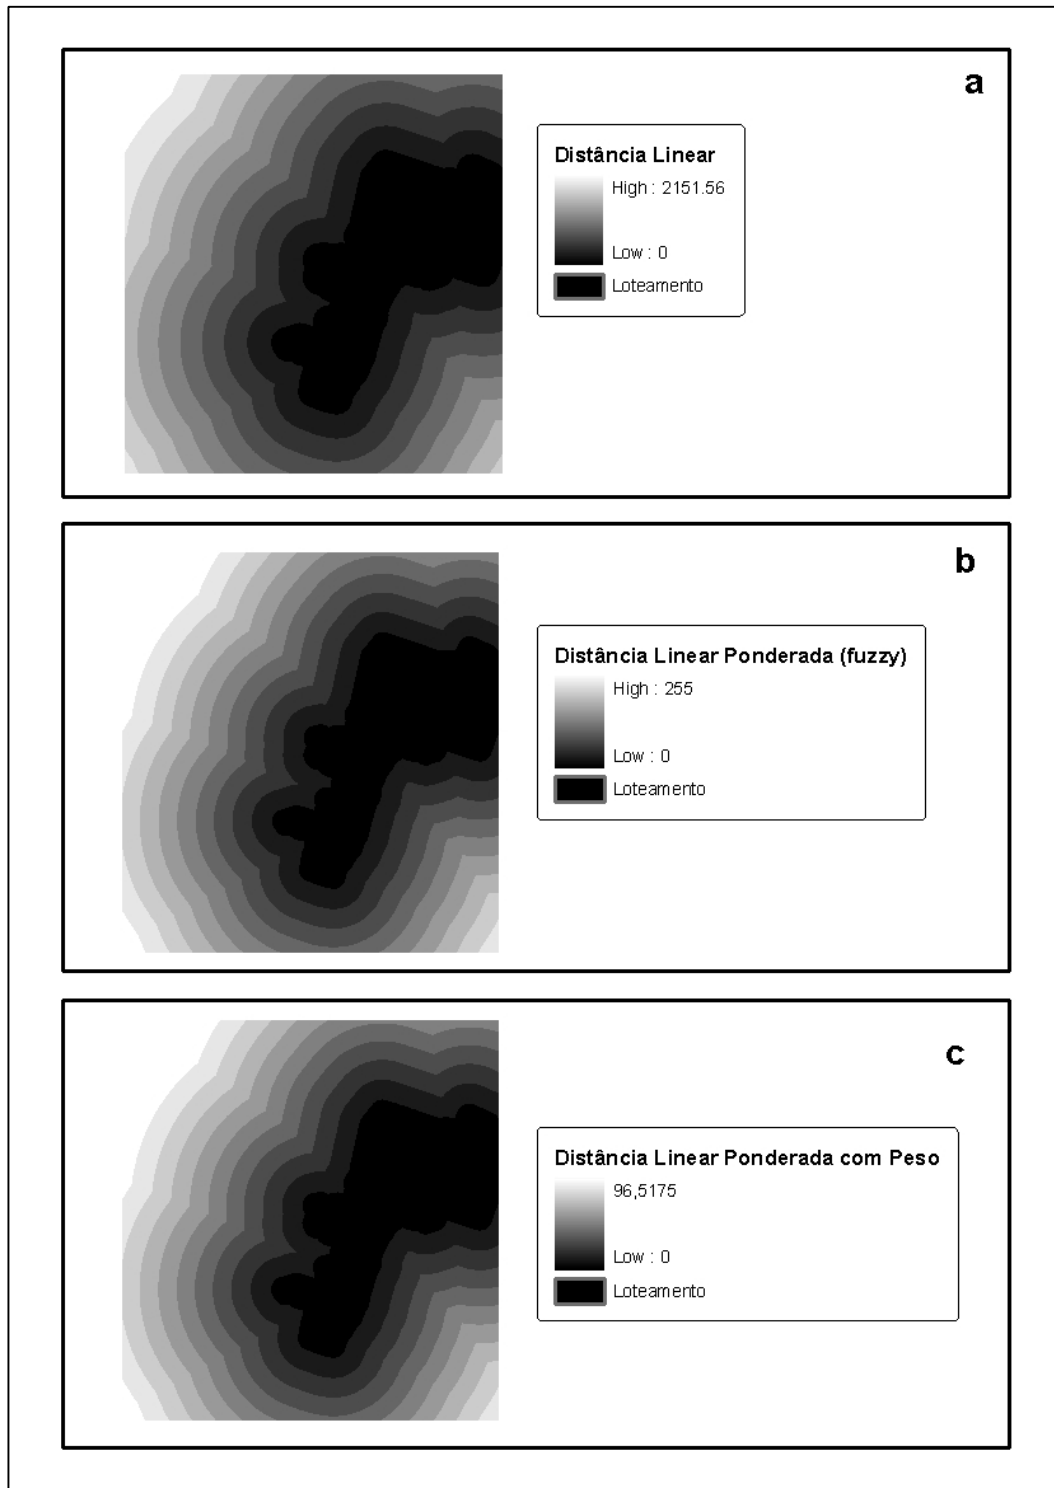 a
Distância Linear
High : 2151.56
Low : 0
Loteamento
b
Distância Linear Ponderada (fuzzy)
High : 255
Low : 0
Loteamento
c
Distância Linear Ponderada com Peso
96,5175
Low : 0
Loteamento